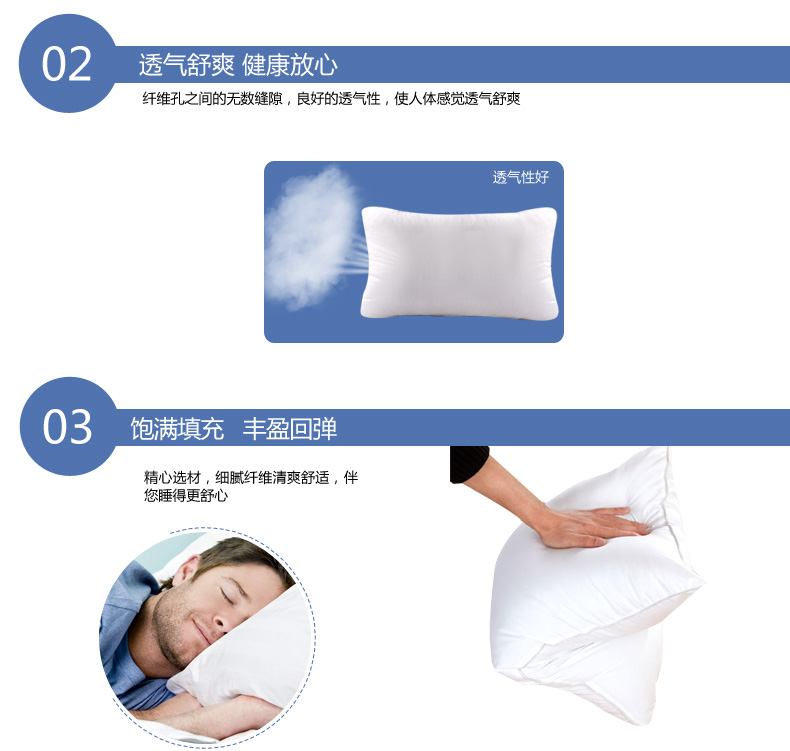 02
透气舒爽 健康放心
纤维孔之间的无数缝隙，良好的透气性，使人体感觉透气舒爽
透气性好
03
饱满填充 丰盈回弹
精心选材，细腻纤维清爽舒适，伴
您睡得更舒心